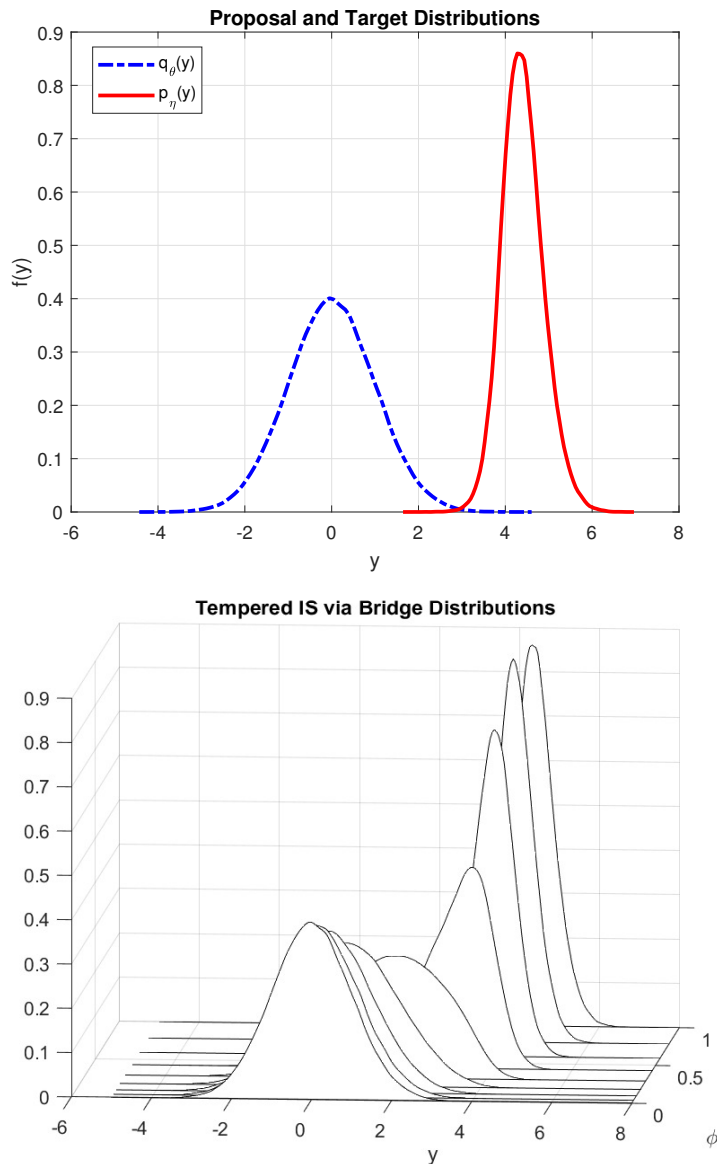 Proposal and Target Distributions
0.9
0.8
0.7
0.6
0.5
0.4
0.3
0.2
0.1
0
f(y)
q_θ(y)
p_η(y)
-6 -4 -2 0 2 4 6 8
y
Tempered IS via Bridge Distributions
0.9
0.8
0.7
0.6
0.5
0.4
0.3
0.2
0.1
0
-6 -4 -2 0 2 4 6 8
y
0
0.5
1
ϕ